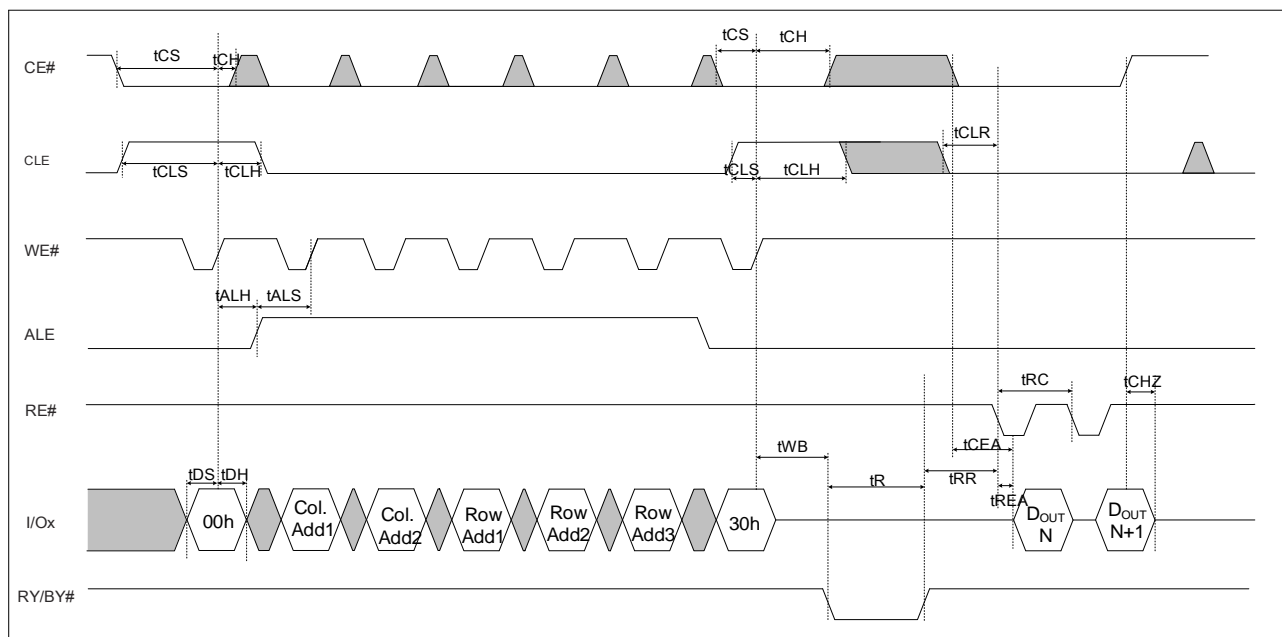 tCS
tCH
tCS
tCH
CE#
tCLR
CLE
tCLS
tCLH
tCLS
tCLH
WE#
tALH
tALS
ALE
tRC
tCHZ
RE#
tCEA
tWB
tDS
tDH
tR
tRR
tREA
I/Ox
00h
Col.
Add1
Col.
Add2
Row
Add1
Row
Add2
Row
Add3
30h
DOUT
N
DOUT
N+1
RY/BY#